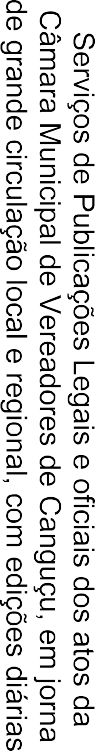 Serviços de Publicações Legais e oficiais dos atos da
Câmara Municipal de Vereadores de Canguçu, em jorna
de grande circulação local e regional, com edições diárias